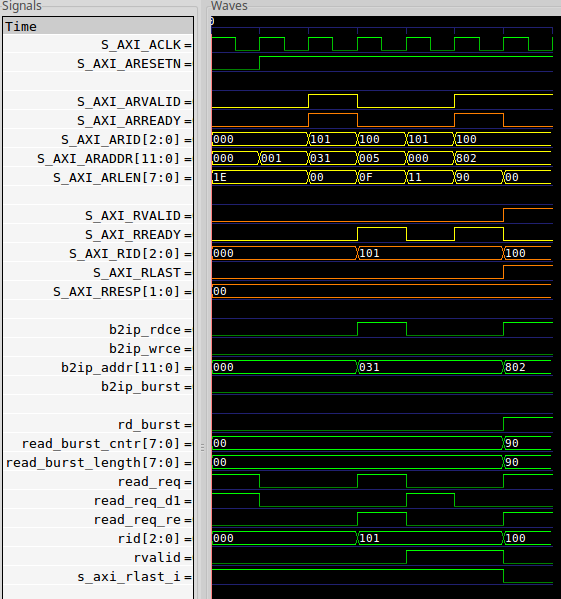 Signals Waves
Time 0
S_AXI_ACLK =
S_AXI_ARESETN =
S_AXI_ARVALID =
S_AXI_ARREADY =
S_AXI_ARID[2:0] = 000 101 100 101 100
S_AXI_ARADDR[11:0] = 000 001 031 005 000 802
S_AXI_ARLEN[7:0] = 1E 00 0F 11 90 00
S_AXI_RVALID =
S_AXI_RREADY =
S_AXI_RID[2:0] = 000 101 100
S_AXI_RLAST =
S_AXI_RRESP[1:0] = 00
b2ip_rdce =
b2ip_wrce =
b2ip_addr[11:0] = 000 031 802
b2ip_burst =
rd_burst =
read_burst_cntr[7:0] = 00 90
read_burst_length[7:0] = 00 90
read_req =
read_req_d1 =
read_req_re =
rid[2:0] = 000 101 100
rvalid =
s_axi_rlast_i =